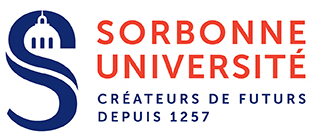 SORBONNE
UNIVERSITÉ
CRÉATEURS DE FUTURS
DEPUIS 1257